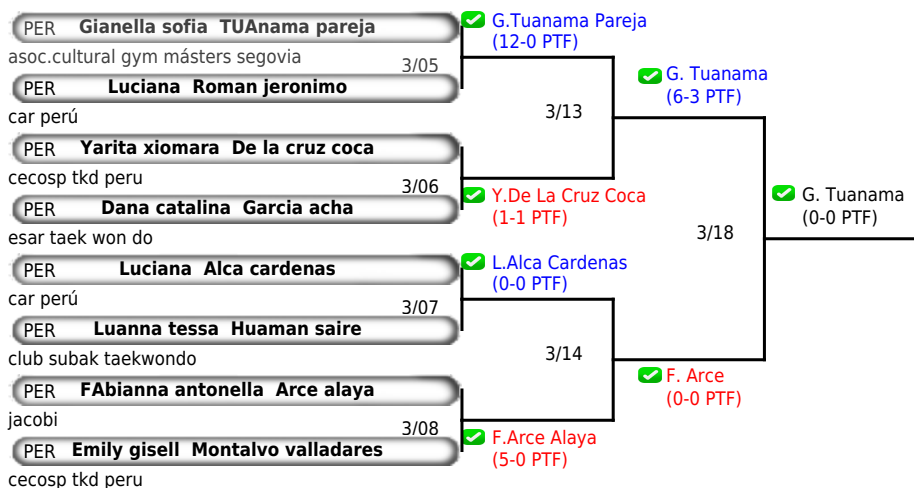 PER Gianella sofia TUAnama pareja
asoc.cultural gym másters segovia
3/05
PER Luciana Roman jeronimo
car perú
PER Yarita xiomara De la cruz coca
cecosp tkd peru
3/06
PER Dana catalina Garcia acha
esar taek won do
PER Luciana Alca cardenas
car perú
3/07
PER Luanna tessa Huaman saire
club subak taekwondo
PER FAbianna antonella Arce alaya
jacobi
3/08
PER Emily gisell Montalvo valladares
cecosp tkd peru
G.Tuanama Pareja
(12-0 PTF)
3/13
Y.De La Cruz Coca
(1-1 PTF)
L.Alca Cardenas
(0-0 PTF)
3/14
F.Arce Alaya
(5-0 PTF)
G. Tuanama
(6-3 PTF)
3/18
F. Arce
(0-0 PTF)
G. Tuanama
(0-0 PTF)